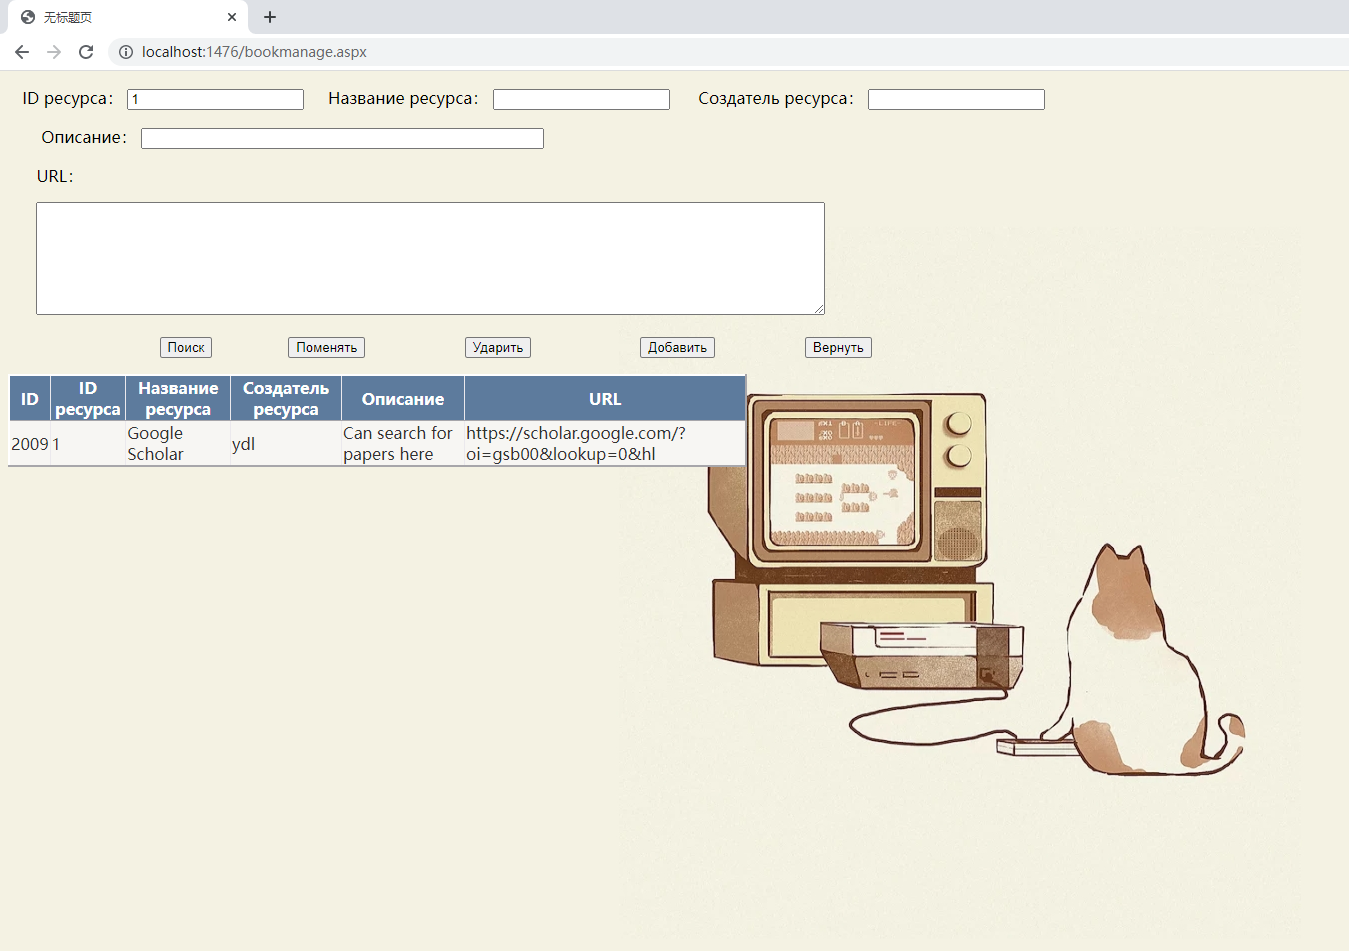 无标题页
localhost:1476/bookmanage.aspx
ID ресурса: 1 Название ресурса: Создатель ресурса:
Описание:
URL:
Поиск Поменять Ударить Добавить Вернуть
ID ID ресурса Название ресурса Создатель ресурса Описание URL
2009 1 Google Scholar ydl Can search for papers here https://scholar.google.com/?oi=gsb00&lookup=0&hl
-LIFE-